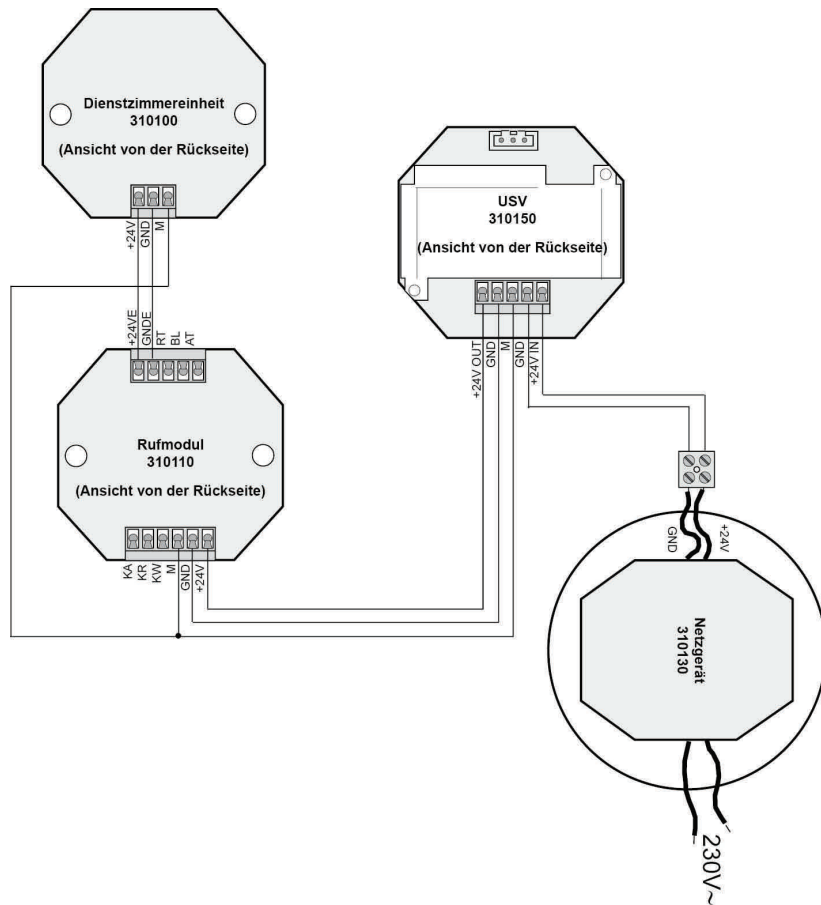 Dienstzimmereinheit
310100
(Ansicht von der Rückseite)
+24V
GND
M
USV
310150
(Ansicht von der Rückseite)
+24V OUT
GND
M
GND
+24V IN
+24VE
GNDE
RT
BL
AT
Rufmodul
310110
(Ansicht von der Rückseite)
KA
KR
KW
M
GND
+24V
GND
+24V
Netzgerät
310130
230V~